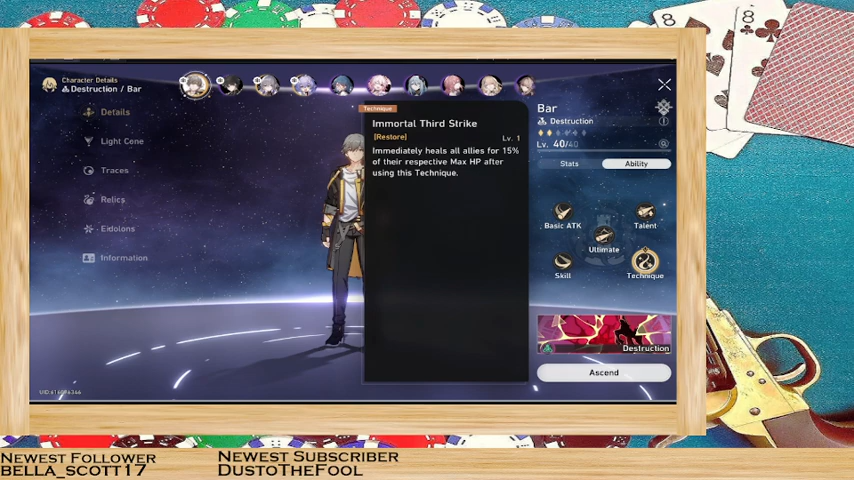 8
8
Character Details
Destruction / Bar
Details
Light Cone
Traces
Relics
Eidolons
Information
Technique
Immortal Third Strike
[Restore]
Lv. 1
Immediately heals all allies for 15%
of their respective Max HP after
using this Technique.
Bar
Destruction
Lv. 40/40
Stats
Ability
Basic ATK
Talent
Ultimate
Skill
Technique
Destruction
Ascend
Newest Follower
bella_scott17
Newest Subscriber
DustoTheFool